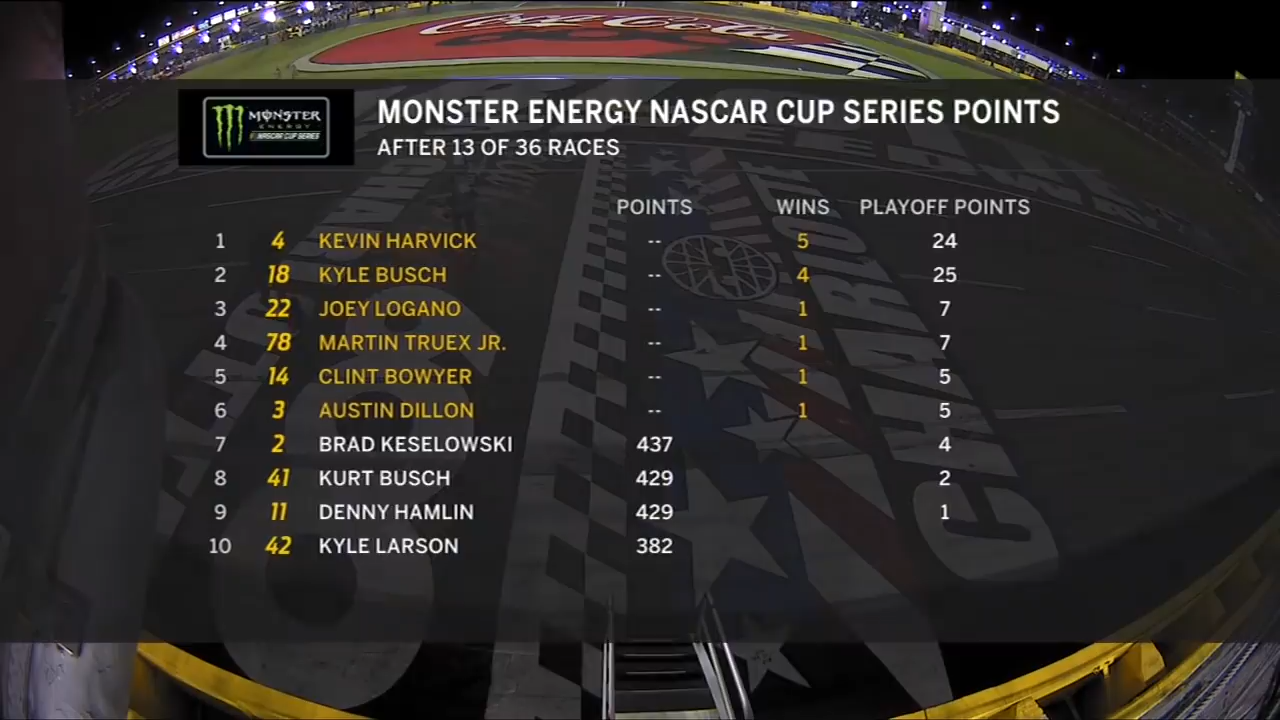 Coca-Cola
MONSTER
ENERGY
NASCAR CUP SERIES
MONSTER ENERGY NASCAR CUP SERIES POINTS
AFTER 13 OF 36 RACES
POINTS WINS PLAYOFF POINTS
1 4 KEVIN HARVICK -- 5 24
2 18 KYLE BUSCH -- 4 25
3 22 JOEY LOGANO -- 1 7
4 78 MARTIN TRUEX JR. -- 1 7
5 14 CLINT BOWYER -- 1 5
6 3 AUSTIN DILLON -- 1 5
7 2 BRAD KESELOWSKI 437 4
8 41 KURT BUSCH 429 2
9 11 DENNY HAMLIN 429 1
10 42 KYLE LARSON 382
CHARLOTTE